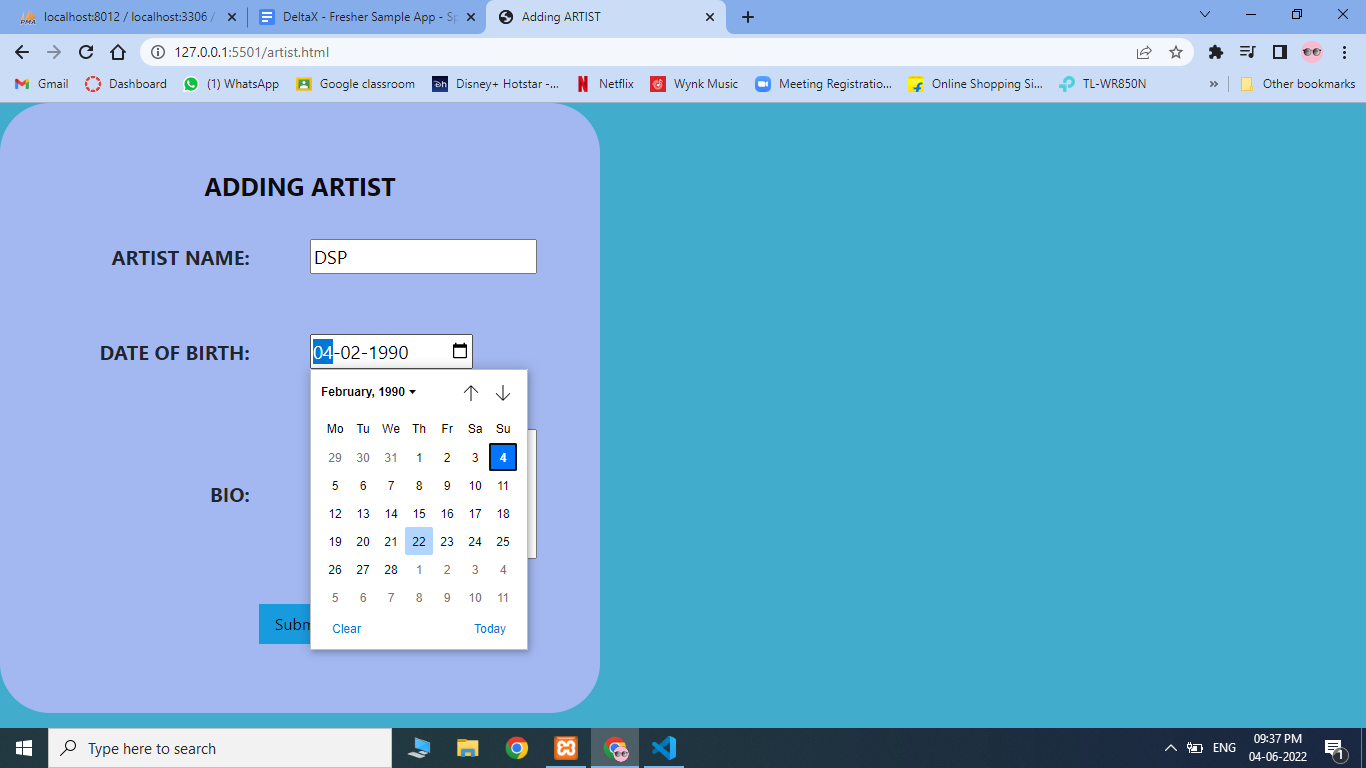 localhost:8012 / localhost:3306 /
DeltaX - Fresher Sample App - Sp
Adding ARTIST
127.0.0.1:5501/artist.html
Gmail
Dashboard
(1) WhatsApp
Google classroom
Disney+ Hotstar -...
Netflix
Wynk Music
Meeting Registratio...
Online Shopping Si...
TL-WR850N
»
Other bookmarks
ADDING ARTIST
ARTIST NAME: DSP
DATE OF BIRTH: 04-02-1990
February, 1990
Mo Tu We Th Fr Sa Su
29 30 31 1 2 3 4
5 6 7 8 9 10 11
12 13 14 15 16 17 18
19 20 21 22 23 24 25
26 27 28 1 2 3 4
5 6 7 8 9 10 11
Clear Today
BIO:
Subm
Type here to search
ENG
09:37 PM
04-06-2022
1